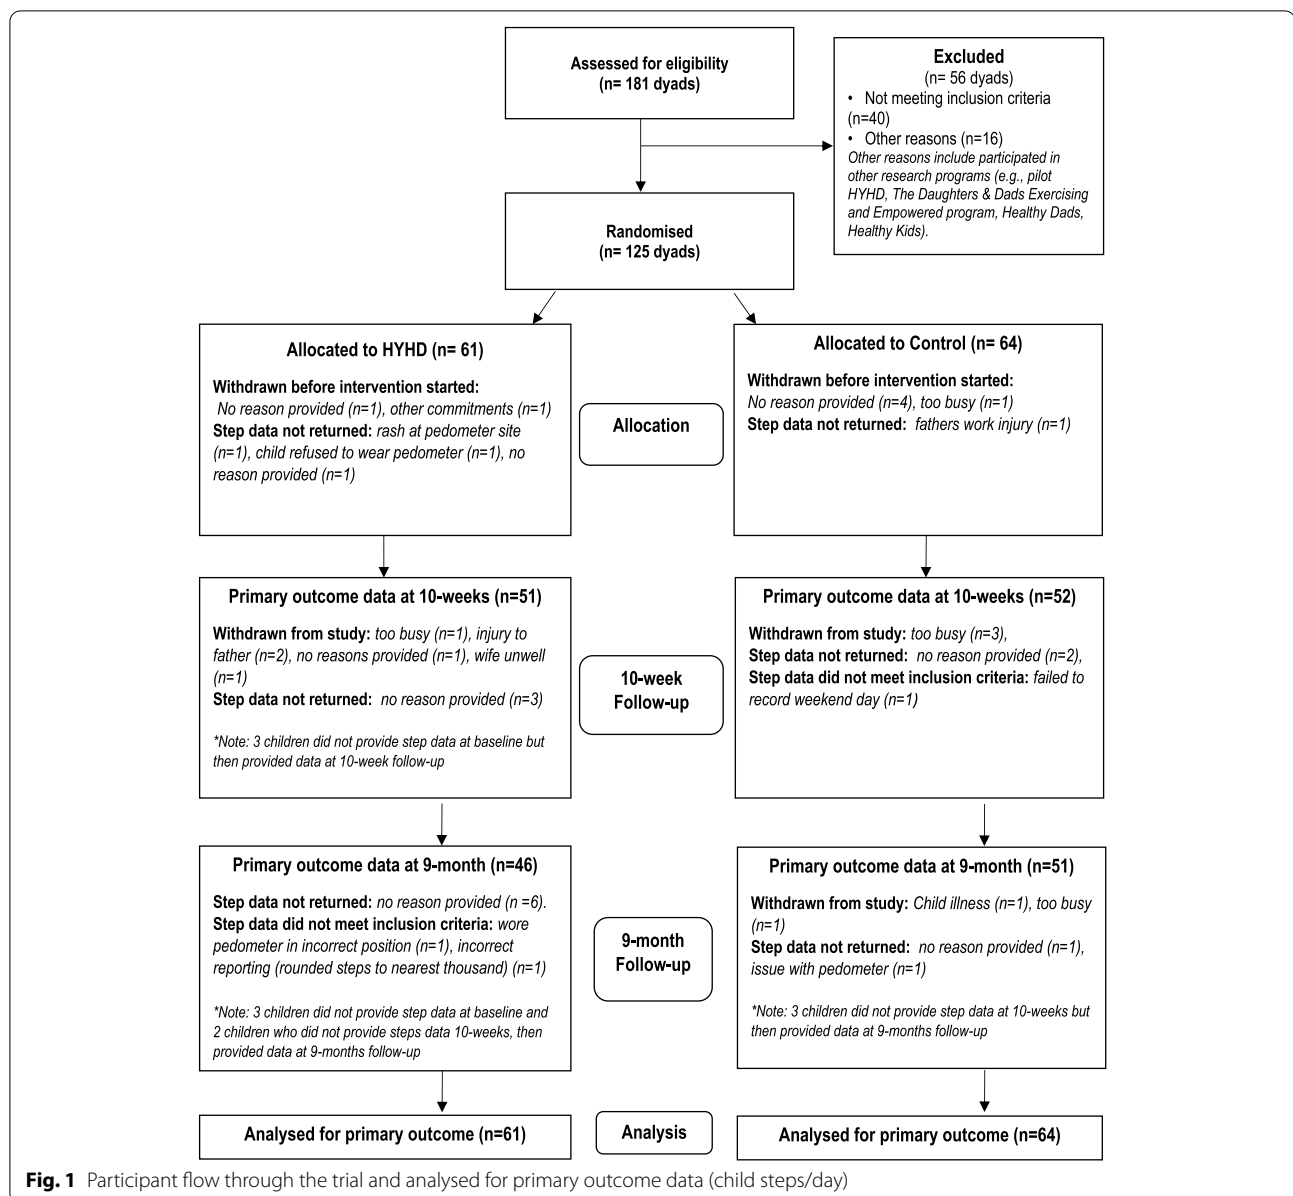 Assessed for eligibility
(n= 181 dyads)
Excluded
(n= 56 dyads)
• Not meeting inclusion criteria
(n=40)
• Other reasons (n=16)
Other reasons include participated in
other research programs (e.g., pilot
HYHD, The Daughters & Dads Exercising
and Empowered program, Healthy Dads,
Healthy Kids).
Randomised
(n= 125 dyads)
Allocated to HYHD (n= 61)
Withdrawn before intervention started:
No reason provided (n=1), other commitments (n=1)
Step data not returned: rash at pedometer site
(n=1), child refused to wear pedometer (n=1), no
reason provided (n=1)
Allocation
Allocated to Control (n= 64)
Withdrawn before intervention started:
No reason provided (n=4), too busy (n=1)
Step data not returned: fathers work injury (n=1)
Primary outcome data at 10-weeks (n=51)
Withdrawn from study: too busy (n=1), injury to
father (n=2), no reasons provided (n=1), wife unwell
(n=1)
Step data not returned: no reason provided (n=3)
*Note: 3 children did not provide step data at baseline but
then provided data at 10-week follow-up
10-week
Follow-up
Primary outcome data at 10-weeks (n=52)
Withdrawn from study: too busy (n=3),
Step data not returned: no reason provided (n=2),
Step data did not meet inclusion criteria: failed to
record weekend day (n=1)
Primary outcome data at 9-month (n=46)
Step data not returned: no reason provided (n =6).
Step data did not meet inclusion criteria: wore
pedometer in incorrect position (n=1), incorrect
reporting (rounded steps to nearest thousand) (n=1)
*Note: 3 children did not provide step data at baseline and
2 children who did not provide steps data 10-weeks, then
provided data at 9-months follow-up
9-month
Follow-up
Primary outcome data at 9-month (n=51)
Withdrawn from study: Child illness (n=1), too busy
(n=1)
Step data not returned: no reason provided (n=1),
issue with pedometer (n=1)
*Note: 3 children did not provide step data at 10-weeks but
then provided data at 9-months follow-up
Analysed for primary outcome (n=61)
Analysis
Analysed for primary outcome (n=64)
Fig. 1 Participant flow through the trial and analysed for primary outcome data (child steps/day)